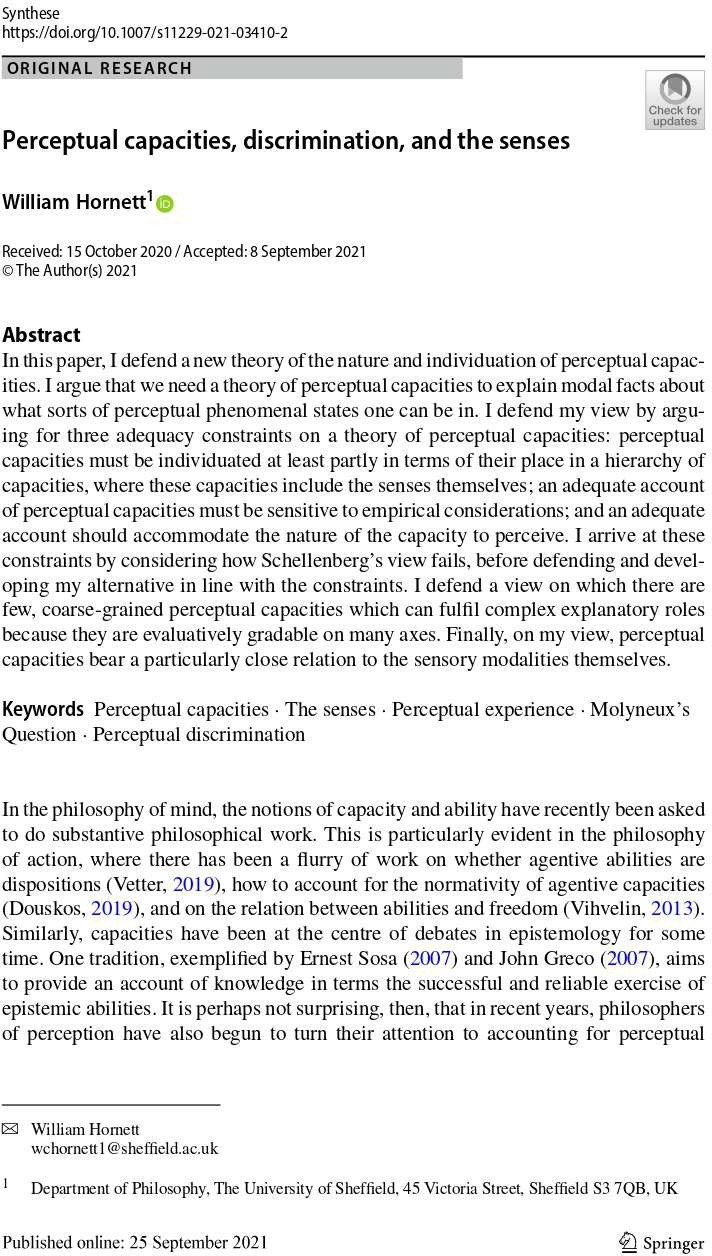 Synthese
https://doi.org/10.1007/s11229-021-03410-2
ORIGINAL RESEARCH
Check for
updates
Perceptual capacities, discrimination, and the senses
William Hornett1 iD
Received: 15 October 2020 / Accepted: 8 September 2021
© The Author(s) 2021
Abstract
In this paper, I defend a new theory of the nature and individuation of perceptual capac-
ities. I argue that we need a theory of perceptual capacities to explain modal facts about
what sorts of perceptual phenomenal states one can be in. I defend my view by argu-
ing for three adequacy constraints on a theory of perceptual capacities: perceptual
capacities must be individuated at least partly in terms of their place in a hierarchy of
capacities, where these capacities include the senses themselves; an adequate account
of perceptual capacities must be sensitive to empirical considerations; and an adequate
account should accommodate the nature of the capacity to perceive. I arrive at these
constraints by considering how Schellenberg's view fails, before defending and devel-
oping my alternative in line with the constraints. I defend a view on which there are
few, coarse-grained perceptual capacities which can fulfil complex explanatory roles
because they are evaluatively gradable on many axes. Finally, on my view, perceptual
capacities bear a particularly close relation to the sensory modalities themselves.
Keywords Perceptual capacities · The senses · Perceptual experience · Molyneux's
Question · Perceptual discrimination
In the philosophy of mind, the notions of capacity and ability have recently been asked
to do substantive philosophical work. This is particularly evident in the philosophy
of action, where there has been a flurry of work on whether agentive abilities are
dispositions (Vetter, 2019), how to account for the normativity of agentive capacities
(Douskos, 2019), and on the relation between abilities and freedom (Vihvelin, 2013).
Similarly, capacities have been at the centre of debates in epistemology for some
time. One tradition, exemplified by Ernest Sosa (2007) and John Greco (2007), aims
to provide an account of knowledge in terms the successful and reliable exercise of
epistemic abilities. It is perhaps not surprising, then, that in recent years, philosophers
of perception have also begun to turn their attention to accounting for perceptual
William Hornett
wchornett1@sheffield.ac.uk
1 Department of Philosophy, The University of Sheffield, 45 Victoria Street, Sheffield S3 7QB, UK
Published online: 25 September 2021
Springer